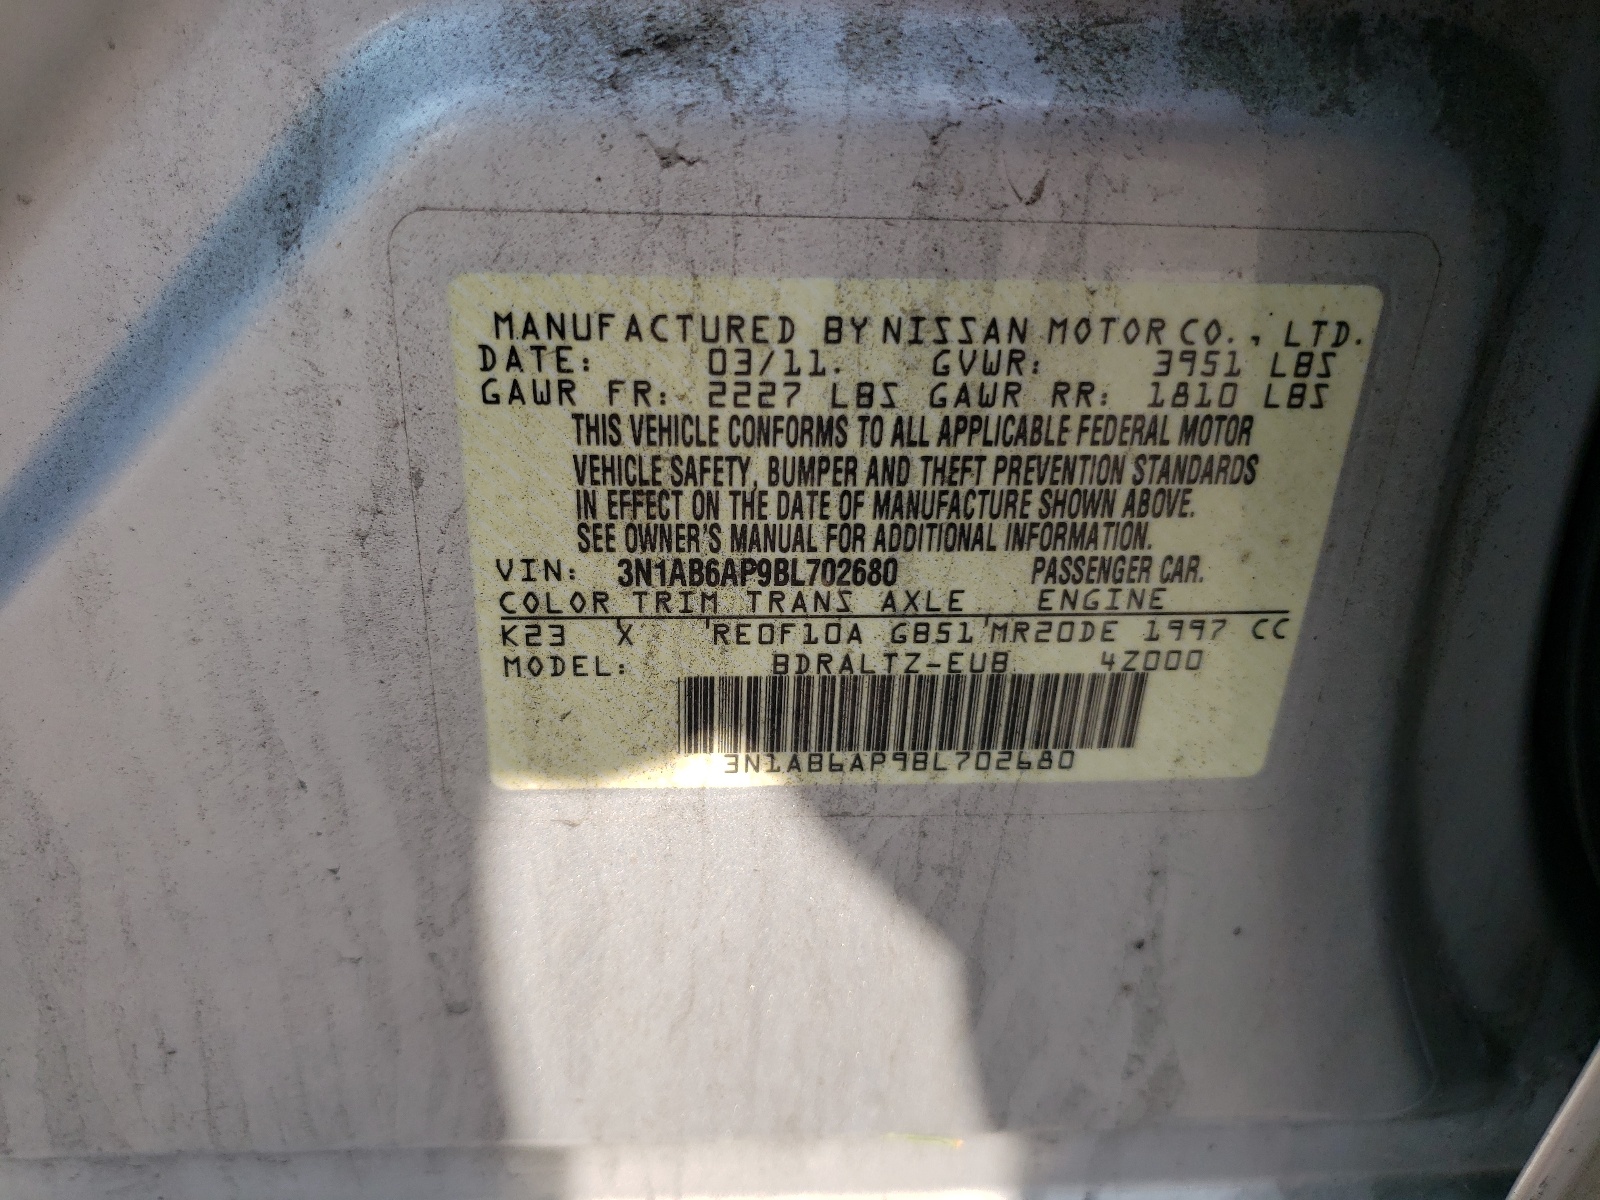 MANUFACTURED BY NISSAN MOTOR CO., LTD.
DATE: 03/11. GVWR: 3951 LBS
GAWR FR: 2227 LBS GAWR RR: 1810 LBS
THIS VEHICLE CONFORMS TO ALL APPLICABLE FEDERAL MOTOR
VEHICLE SAFETY, BUMPER AND THEFT PREVENTION STANDARDS
IN EFFECT ON THE DATE OF MANUFACTURE SHOWN ABOVE.
SEE OWNER'S MANUAL FOR ADDITIONAL INFORMATION.
VIN: 3N1AB6AP9BL702680 PASSENGER CAR.
COLOR TRIM TRANS AXLE ENGINE
K23 X RE0F10A GB51 MR20DE 1997 CC
MODEL: BDRALTZ-EUB 4Z000
3N1AB6AP9BL702680